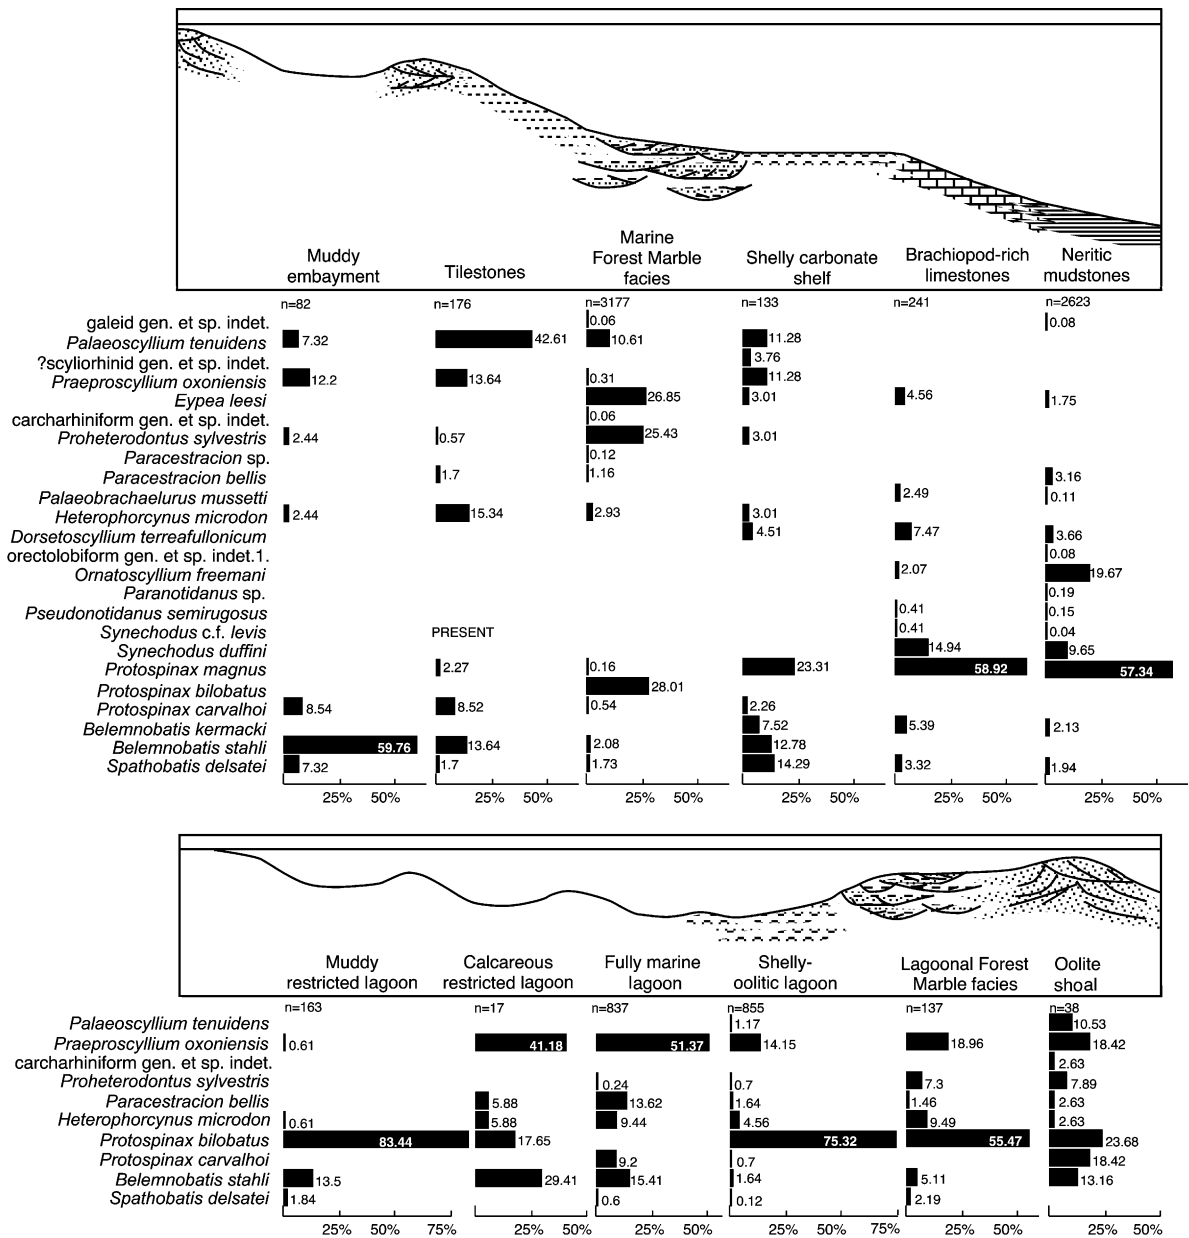 Muddy embayment
Tilestones
Marine Forest Marble facies
Shelly carbonate shelf
Brachiopod-rich limestones
Neritic mudstones
n=82 n=176 n=3177 n=133 n=241 n=2623
galeid gen. et sp. indet. 0.06 0.08
Palaeoscyllium tenuidens 7.32 42.61 10.61 11.28
?scyliorhinid gen. et sp. indet. 3.76
Praeproscyllium oxoniensis 12.2 13.64 0.31 11.28
Eypea leesi 26.85 3.01 4.56 1.75
carcharhiniform gen. et sp. indet. 0.06
Proheterodontus sylvestris 2.44 0.57 25.43 3.01
Paracestracion sp. 0.12
Paracestracion bellis 1.7 1.16 3.16
Palaeobrachaelurus mussetti 2.49 0.11
Heterophorcynus microdon 2.44 15.34 2.93 3.01
Dorsetoscyllium terreafullonicum 4.51 7.47 3.66
orectolobiform gen. et sp. indet.1. 0.08
Ornatoscyllium freemani 2.07 19.67
Paranotidanus sp. 0.19
Pseudonotidanus semirugosus 0.41 0.15
Synechodus c.f. levis PRESENT 0.41 0.04
Synechodus duffini 14.94 9.65
Protospinax magnus 2.27 0.16 23.31 58.92 57.34
Protospinax bilobatus 28.01
Protospinax carvalhoi 8.54 8.52 0.54 2.26
Belemnobatis kermacki 7.52 5.39 2.13
Belemnobatis stahli 59.76 13.64 2.08 12.78
Spathobatis delsatei 7.32 1.7 1.73 14.29 3.32 1.94
25% 50% 25% 50% 25% 50% 25% 50% 25% 50% 25% 50%
Muddy restricted lagoon
Calcareous restricted lagoon
Fully marine lagoon
Shelly-oolitic lagoon
Lagoonal Forest Marble facies
Oolite shoal
n=163 n=17 n=837 n=855 n=137 n=38
Palaeoscyllium tenuidens 1.17 10.53
Praeproscyllium oxoniensis 0.61 41.18 51.37 14.15 18.96 18.42
carcharhiniform gen. et sp. indet. 2.63
Proheterodontus sylvestris 0.24 0.7 7.3 7.89
Paracestracion bellis 5.88 13.62 1.64 1.46 2.63
Heterophorcynus microdon 0.61 5.88 9.44 4.56 9.49 2.63
Protospinax bilobatus 83.44 17.65 75.32 55.47 23.68
Protospinax carvalhoi 9.2 0.7 18.42
Belemnobatis stahli 13.5 29.41 15.41 1.64 5.11 13.16
Spathobatis delsatei 1.84 0.6 0.12 2.19
25% 50% 75% 25% 50% 25% 50% 25% 50% 75% 25% 50% 25% 50%